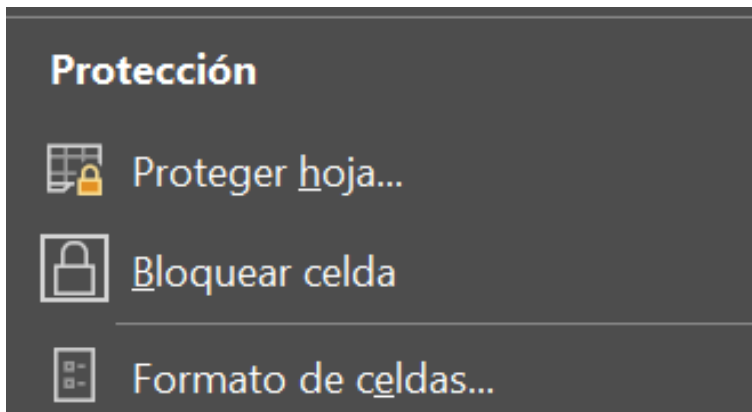 Protección
Proteger hoja...
Bloquear celda
Formato de celdas...